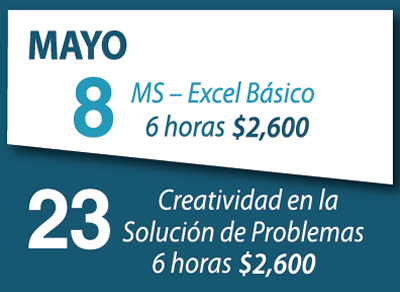 MAYO
8 MS – Excel Básico
6 horas $2,600
23 Creatividad en la
Solución de Problemas
6 horas $2,600